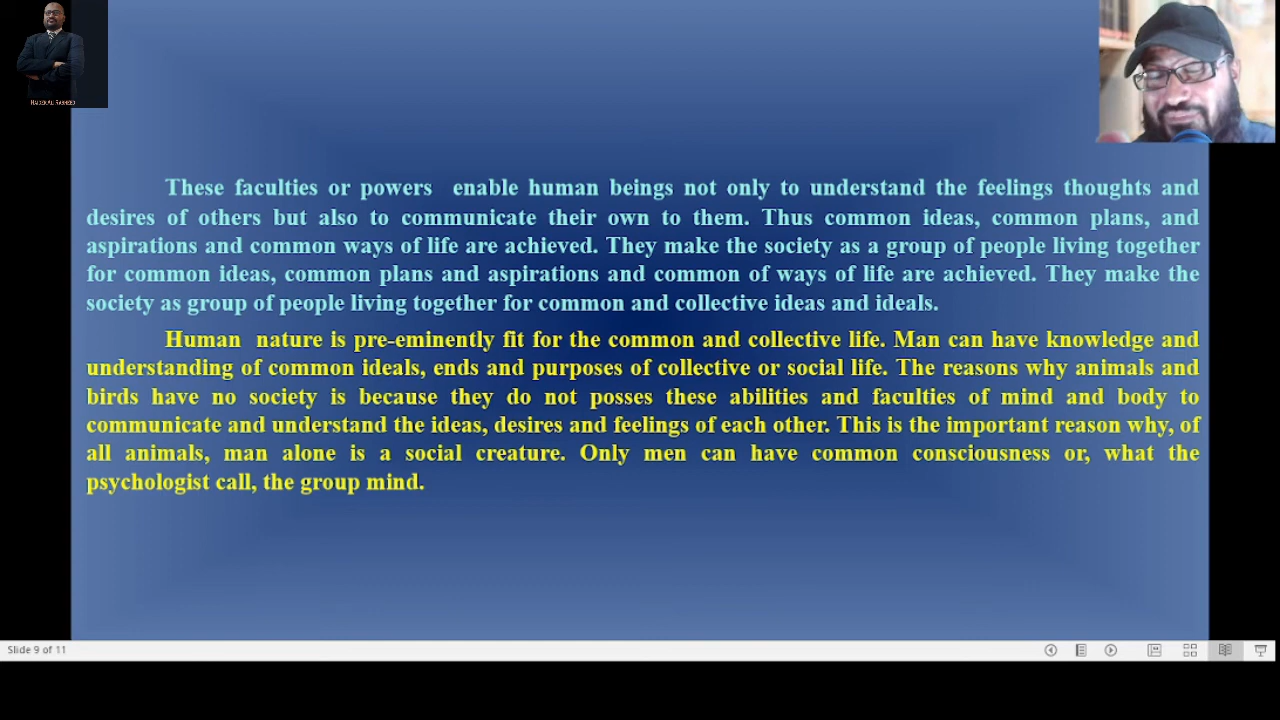 These faculties or powers enable human beings not only to understand the feelings thoughts and
desires of others but also to communicate their own to them. Thus common ideas, common plans, and
aspirations and common ways of life are achieved. They make the society as a group of people living together
for common ideas, common plans and aspirations and common of ways of life are achieved. They make the
society as group of people living together for common and collective ideas and ideals.
Human nature is pre-eminently fit for the common and collective life. Man can have knowledge and
understanding of common ideals, ends and purposes of collective or social life. The reasons why animals and
birds have no society is because they do not posses these abilities and faculties of mind and body to
communicate and understand the ideas, desires and feelings of each other. This is the important reason why, of
all animals, man alone is a social creature. Only men can have common consciousness or, what the
psychologist call, the group mind.
Slide 9 of 11